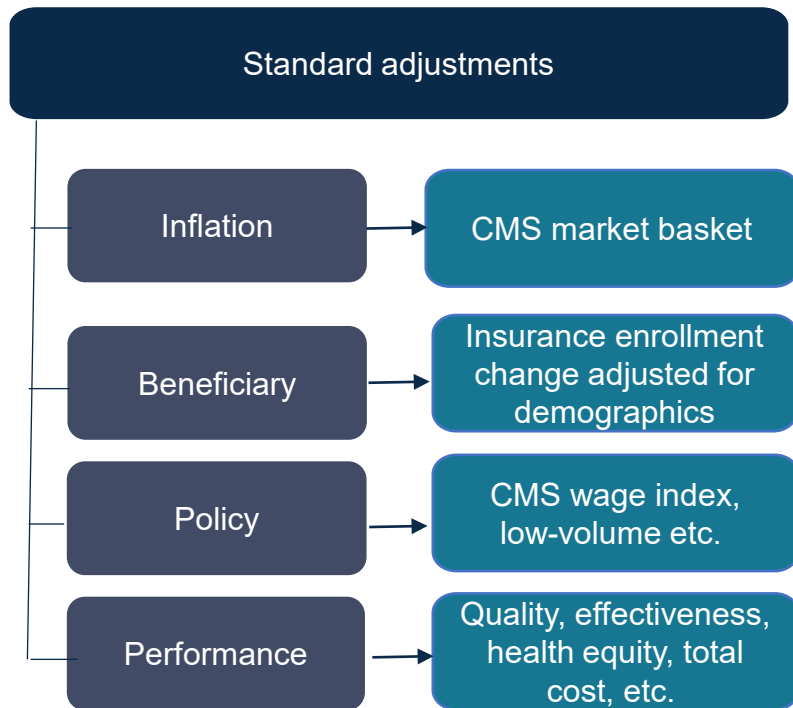 Standard adjustments
Inflation
CMS market basket
Beneficiary
Insurance enrollment
change adjusted for
demographics
Policy
CMS wage index,
low-volume etc.
Performance
Quality, effectiveness,
health equity, total
cost, etc.